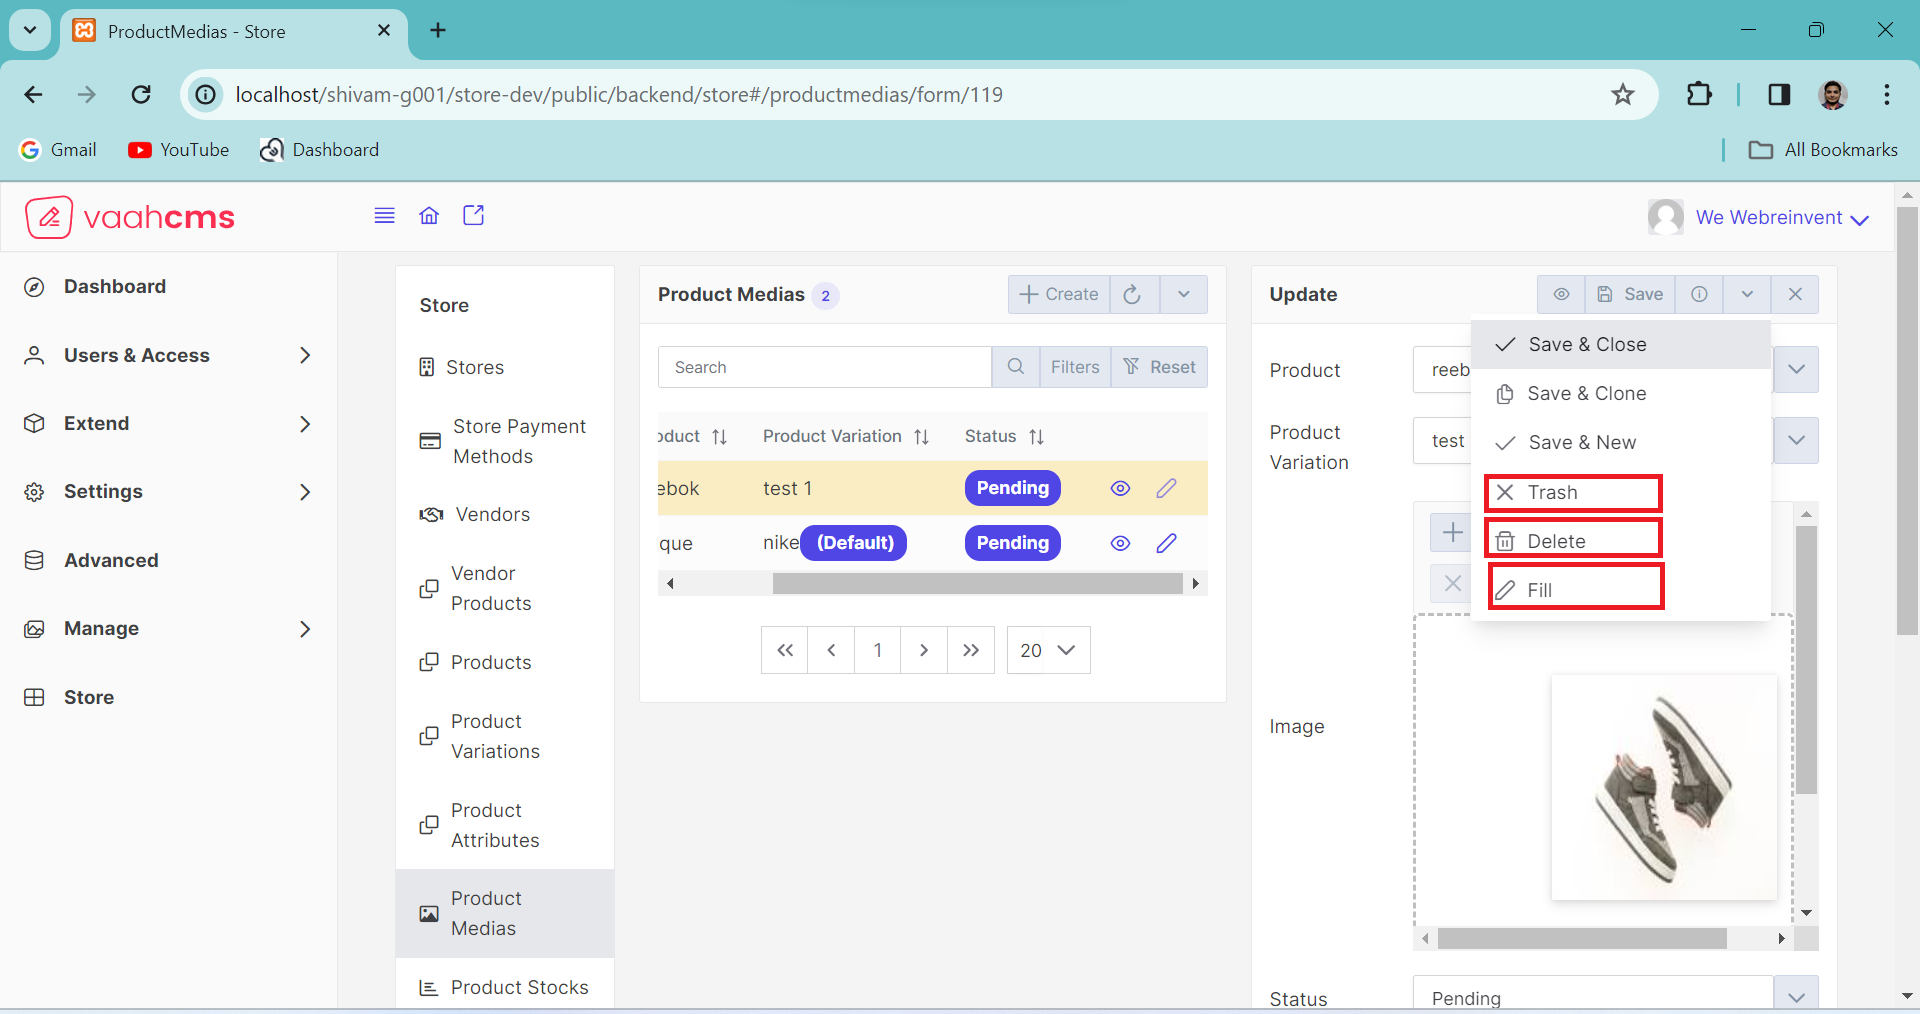 ProductMedias - Store
localhost/shivam-g001/store-dev/public/backend/store#/productmedias/form/119
Gmail
YouTube
Dashboard
All Bookmarks
vaahcms
We Webreinvent
Dashboard
Users & Access
Extend
Settings
Advanced
Manage
Store
Store
Stores
Store Payment
Methods
Vendors
Vendor
Products
Products
Product
Variations
Product
Attributes
Product
Medias
Product Stocks
Product Medias 2
Create
Search
Filters
Reset
oduct Product Variation Status
ebok test 1 Pending
que nike (Default) Pending
1
20
Update
Save
Save & Close
Save & Clone
Save & New
Trash
Delete
Fill
Product
reeb
Product
Variation
test
Image
Status
Pending